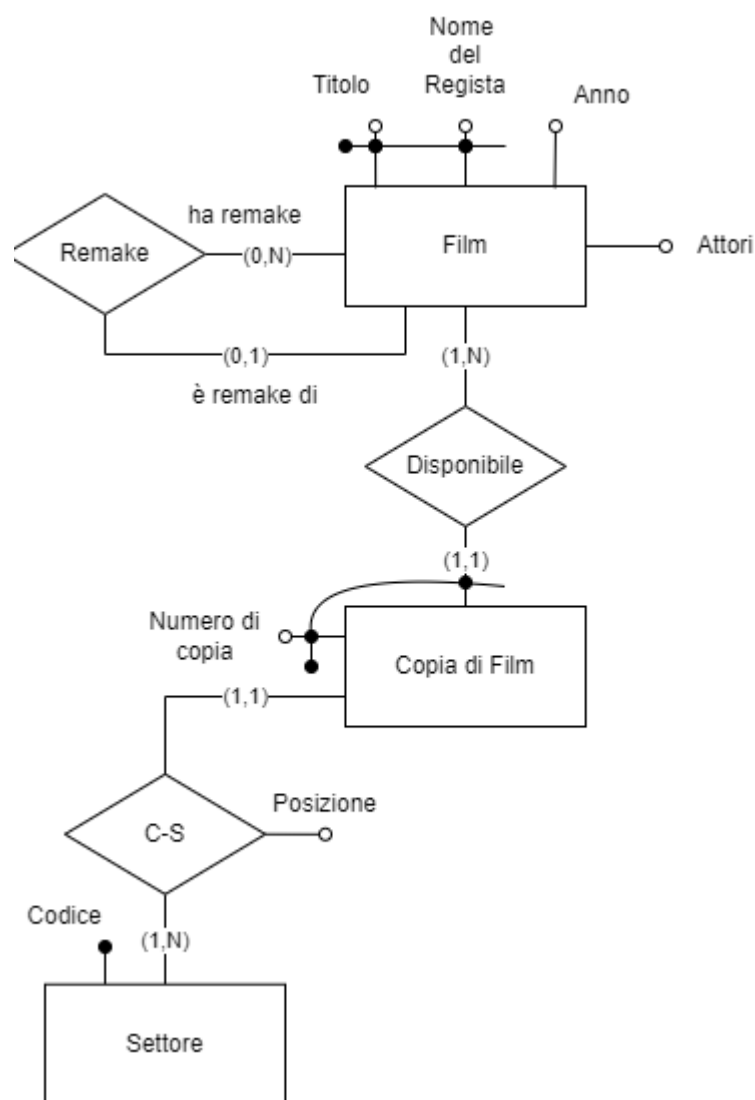 Nome
del
Regista
Titolo
Anno
ha remake
Remake
(0,N)
Film
Attori
(0,1)
(1,N)
è remake di
Disponibile
(1,1)
Numero di
copia
Copia di Film
(1,1)
Posizione
C-S
Codice
(1,N)
Settore